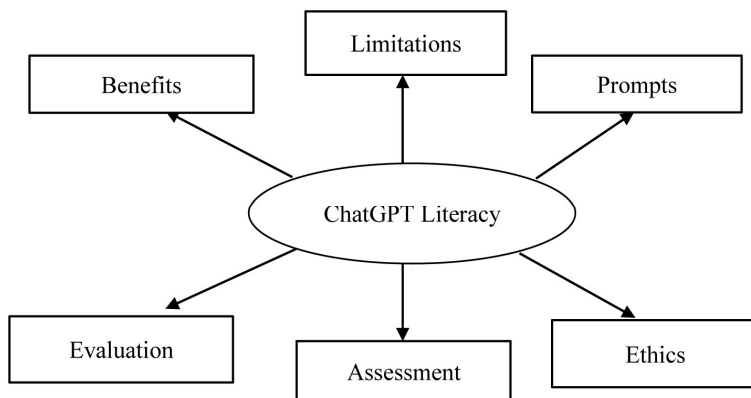 Limitations
Benefits
Prompts
ChatGPT Literacy
Evaluation
Assessment
Ethics